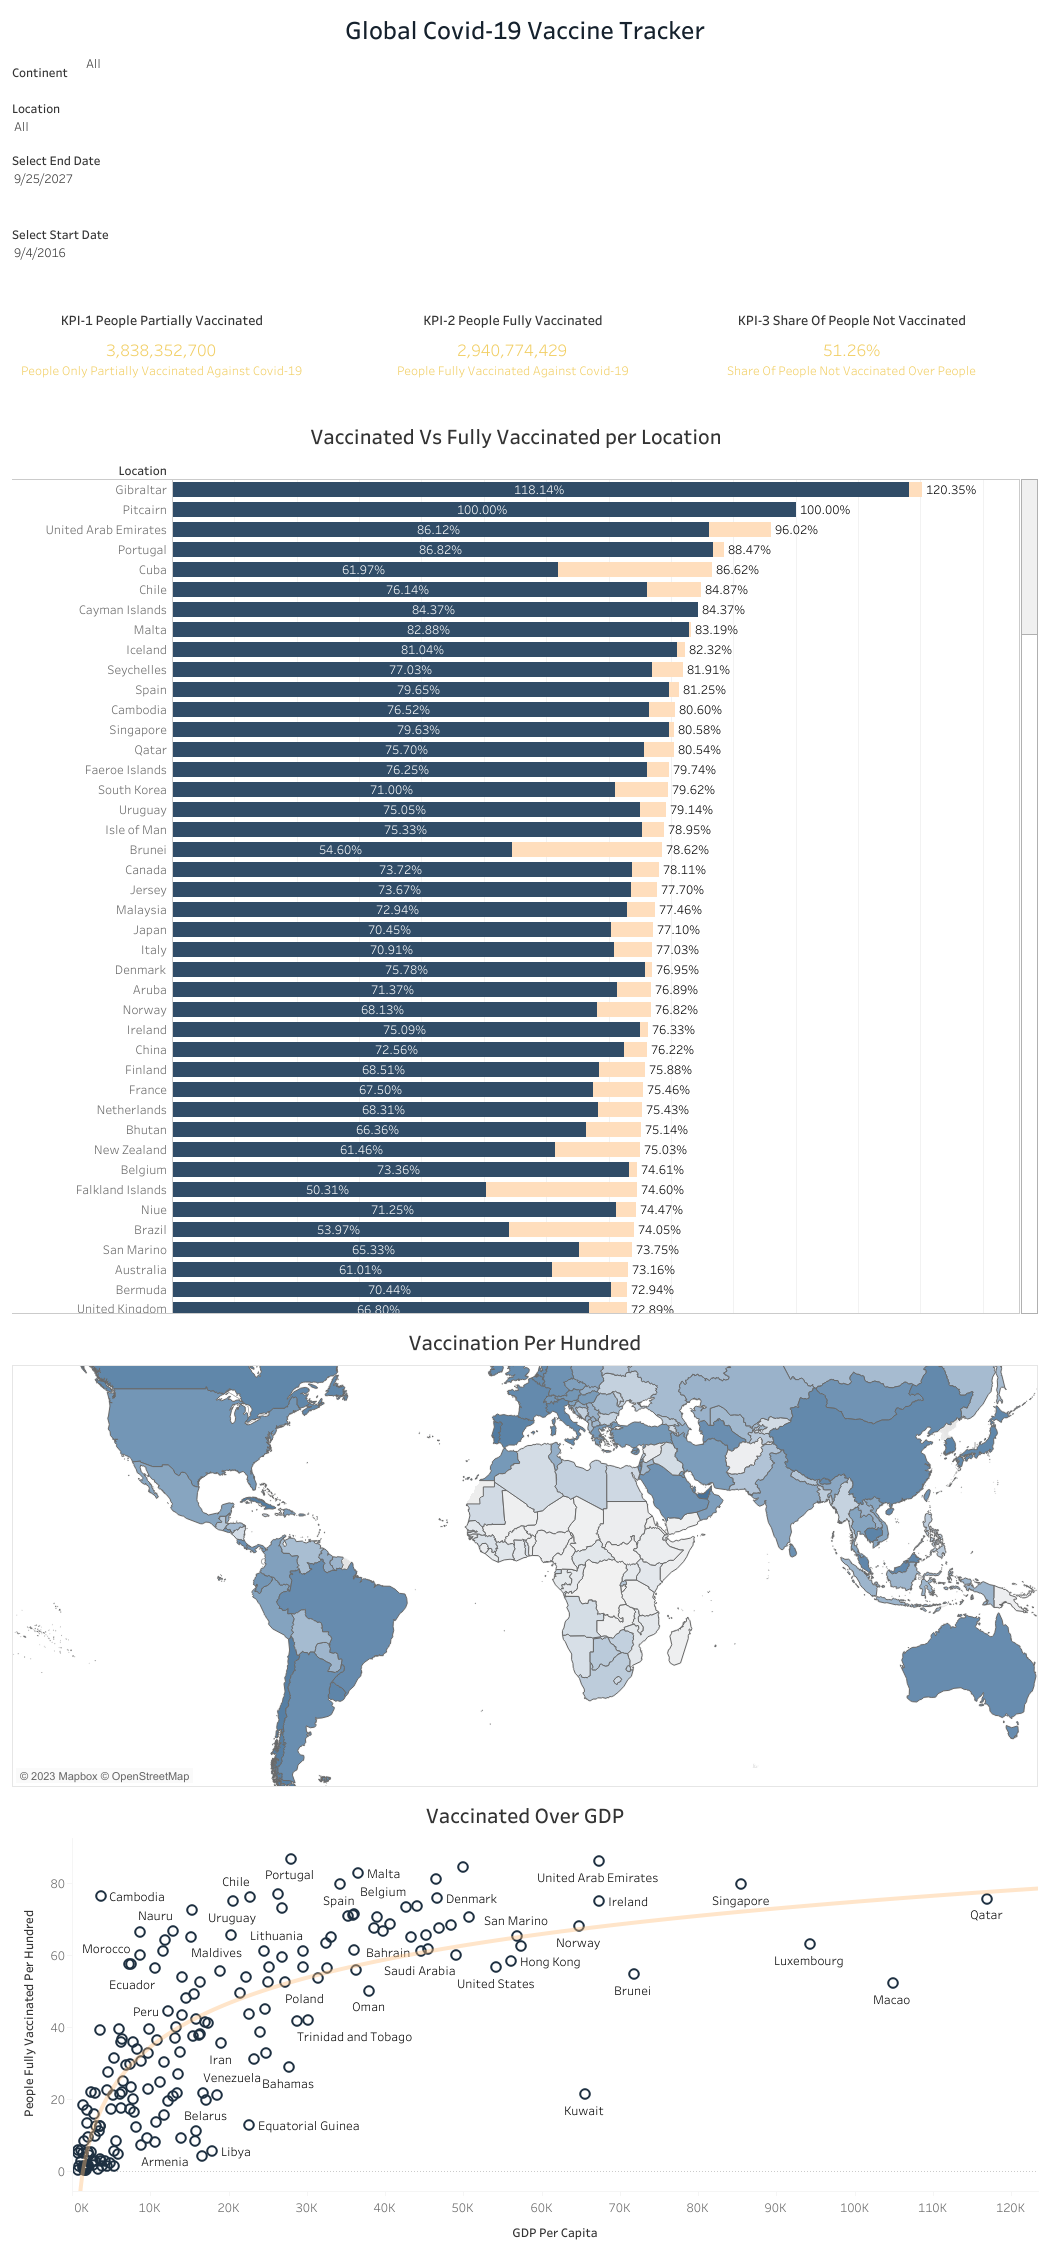 Global Covid-19 Vaccine Tracker
Continent
All
Location
All
Select End Date
9/25/2027
Select Start Date
9/4/2016
KPI-1 People Partially Vaccinated
3,838,352,700
People Only Partially Vaccinated Against Covid-19
KPI-2 People Fully Vaccinated
2,940,774,429
People Fully Vaccinated Against Covid-19
KPI-3 Share Of People Not Vaccinated
51.26%
Share Of People Not Vaccinated Over People
Vaccinated Vs Fully Vaccinated per Location
Location
Gibraltar 118.14% 120.35%
Pitcairn 100.00% 100.00%
United Arab Emirates 86.12% 96.02%
Portugal 86.82% 88.47%
Cuba 61.97% 86.62%
Chile 76.14% 84.87%
Cayman Islands 84.37% 84.37%
Malta 82.88% 83.19%
Iceland 81.04% 82.32%
Seychelles 77.03% 81.91%
Spain 79.65% 81.25%
Cambodia 76.52% 80.60%
Singapore 79.63% 80.58%
Qatar 75.70% 80.54%
Faeroe Islands 76.25% 79.74%
South Korea 71.00% 79.62%
Uruguay 75.05% 79.14%
Isle of Man 75.33% 78.95%
Brunei 54.60% 78.62%
Canada 73.72% 78.11%
Jersey 73.67% 77.70%
Malaysia 72.94% 77.46%
Japan 70.45% 77.10%
Italy 70.91% 77.03%
Denmark 75.78% 76.95%
Aruba 71.37% 76.89%
Norway 68.13% 76.82%
Ireland 75.09% 76.33%
China 72.56% 76.22%
Finland 68.51% 75.88%
France 67.50% 75.46%
Netherlands 68.31% 75.43%
Bhutan 66.36% 75.14%
New Zealand 61.46% 75.03%
Belgium 73.36% 74.61%
Falkland Islands 50.31% 74.60%
Niue 71.25% 74.47%
Brazil 53.97% 74.05%
San Marino 65.33% 73.75%
Australia 61.01% 73.16%
Bermuda 70.44% 72.94%
United Kingdom 66.80% 72.89%
Vaccination Per Hundred
© 2023 Mapbox © OpenStreetMap
Vaccinated Over GDP
People Fully Vaccinated Per Hundred
80
60
40
20
0
Portugal
Malta
United Arab Emirates
Chile
Cambodia
Spain
Belgium
Denmark
Ireland
Singapore
Qatar
Nauru
Uruguay
San Marino
Lithuania
Norway
Morocco
Maldives
Bahrain
Hong Kong
Luxembourg
Saudi Arabia
Ecuador
United States
Brunei
Macao
Poland
Oman
Peru
Trinidad and Tobago
Iran
Venezuela
Bahamas
Kuwait
Belarus
Equatorial Guinea
Libya
Armenia
0K 10K 20K 30K 40K 50K 60K 70K 80K 90K 100K 110K 120K
GDP Per Capita